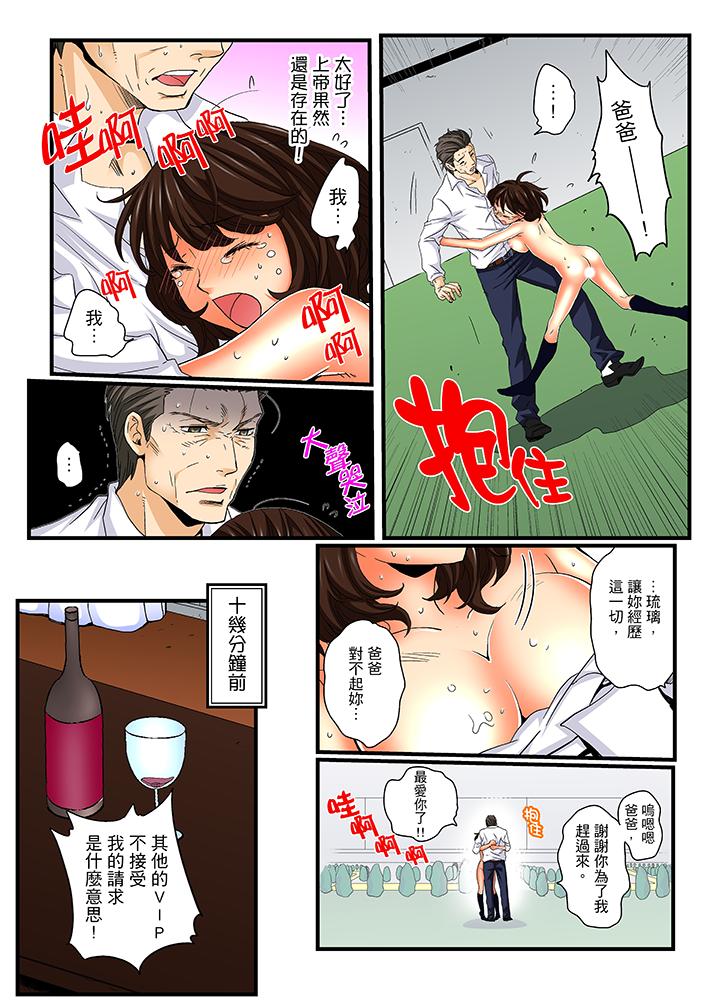 爸爸——！
…！
抱住
太好了…
上帝果然
還是存在的！
我…
哇啊啊啊
我…
啊啊
啊啊
…
大聲哭泣
…琉璃，
讓妳經歷
這一切，
爸爸
對不起妳…
嗚嗯嗯
爸爸，
謝謝你為了我
趕過來。
抱住
最愛你了!!
哇啊啊啊啊
十幾分鐘前
其他的VIP
不接受
我的請求
是什麼意思！